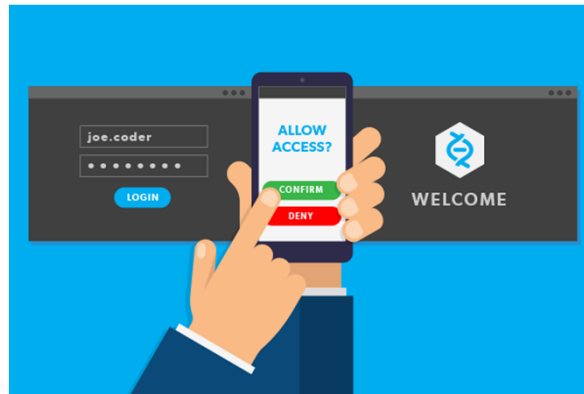 joe.coder
LOGIN
ALLOW
ACCESS?
CONFIRM
DENY
WELCOME